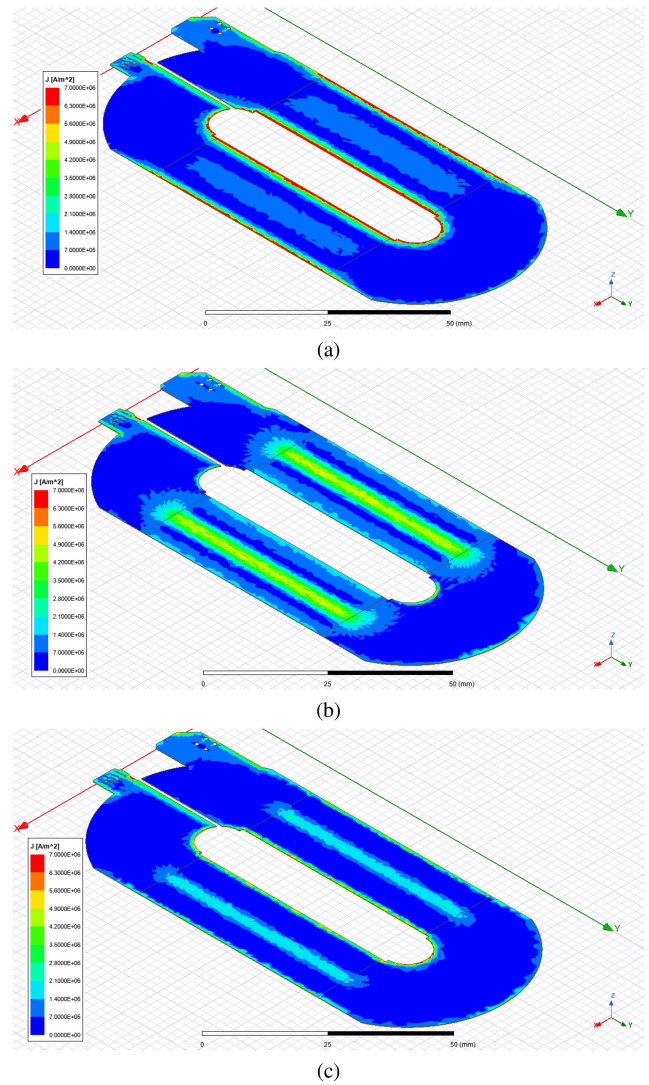 J [A/m^2]
7.0000E+06
6.3000E+06
5.6000E+06
4.9000E+06
4.2000E+06
3.5000E+06
2.8000E+06
2.1000E+06
1.4000E+06
7.0000E+05
0.0000E+00
X
Y
Z
X
Y
0
25
50 (mm)
(a)
J [A/m^2]
7.0000E+06
6.3000E+06
5.6000E+06
4.9000E+06
4.2000E+06
3.5000E+06
2.8000E+06
2.1000E+06
1.4000E+06
7.0000E+05
0.0000E+00
X
Y
Z
X
Y
0
25
50 (mm)
(b)
J [A/m^2]
7.0000E+06
6.3000E+06
5.6000E+06
4.9000E+06
4.2000E+06
3.5000E+06
2.8000E+06
2.1000E+06
1.4000E+06
7.0000E+05
0.0000E+00
X
Y
Z
X
Y
0
25
50 (mm)
(c)